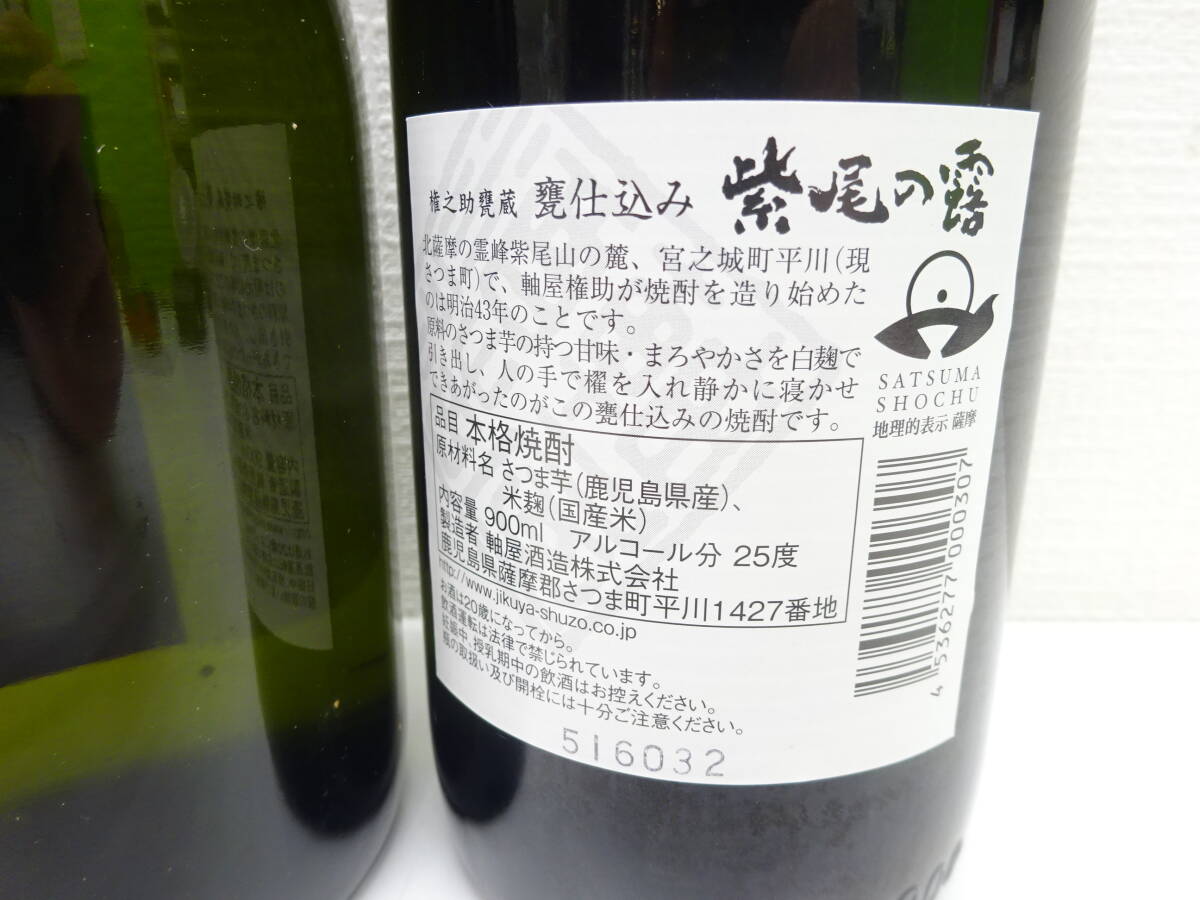 権之助甕蔵 甕仕込み 紫尾の露
北薩摩の霊峰紫尾山の麓、宮之城町平川(現
さつま町)で、軸屋権助が焼酎を造り始めた
のは明治43年のことです。
原料のさつま芋の持つ甘味・まろやかさを白麹で
引き出し、人の手で櫂を入れ静かに寝かせ
できあがったのがこの甕仕込みの焼酎です。
SATSUMA
SHOCHU
地理的表示 薩摩
品目 本格焼酎
原材料名 さつま芋(鹿児島県産)、
米麹(国産米)
内容量 900ml アルコール分 25度
製造者 軸屋酒造株式会社
鹿児島県薩摩郡さつま町平川1427番地
http://www.jikuya-shuzo.co.jp
お酒は20歳になってから。
飲酒運転は法律で禁じられています。
妊娠中、授乳期中の飲酒はお控えください。
瓶の取扱い及び開栓には十分ご注意ください。
4 536277 000307
516032